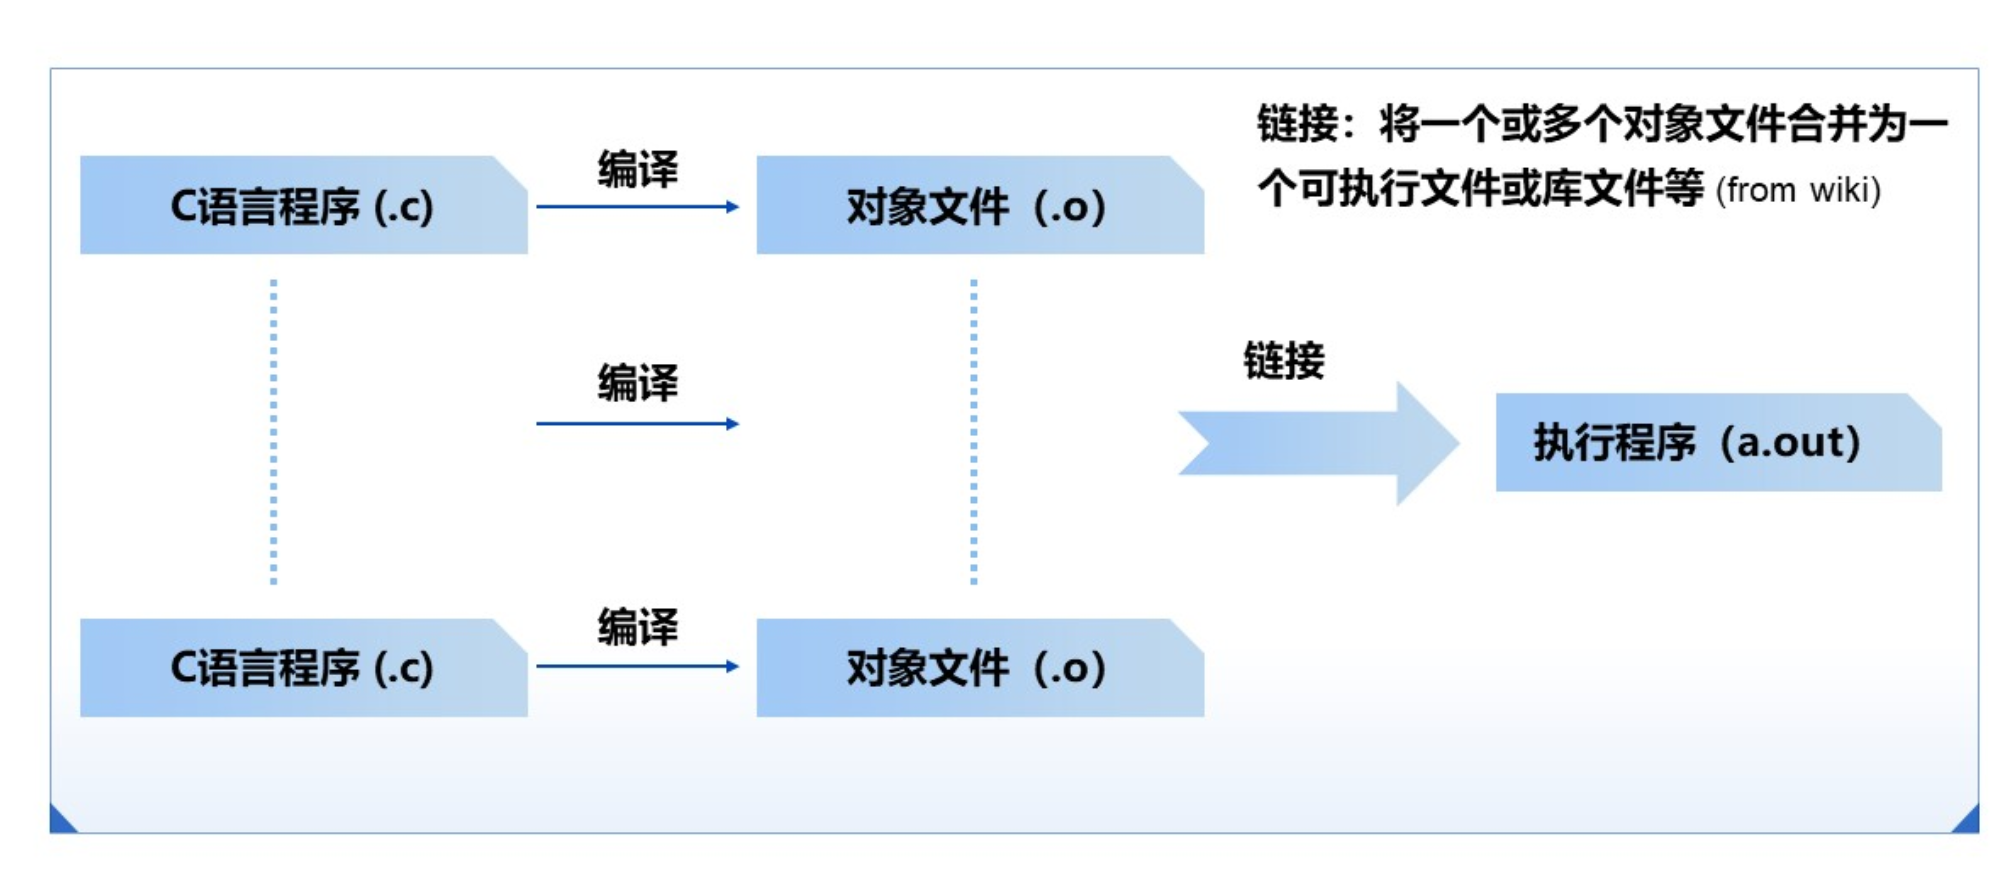 链接：将一个或多个对象文件合并为一
个可执行文件或库文件等 (from wiki)
C语言程序 (.c)
编译
对象文件（.o）
编译
链接
执行程序（a.out）
C语言程序 (.c)
编译
对象文件（.o）